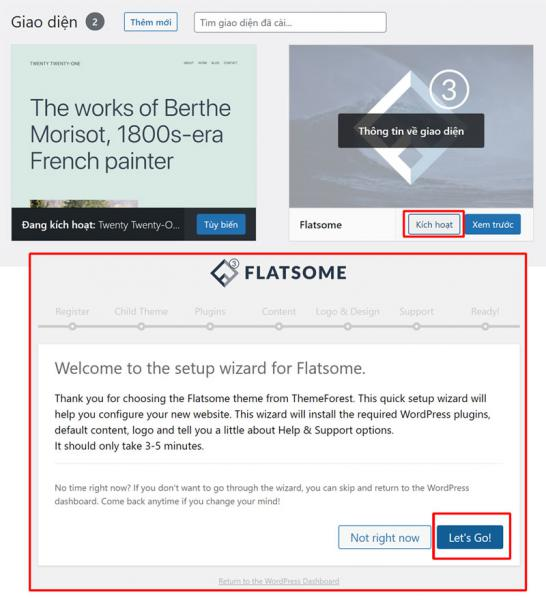 Giao diện 2 Thêm mới Tìm giao diện đã cài...
TWENTY TWENTY-ONE ABOUT WORK BLOG CONTACT
The works of Berthe
Morisot, 1800s-era
French painter
Đang kích hoạt: Twenty Twenty-O... Tùy biến
3
Thông tin về giao diện
Flatsome Kích hoạt Xem trước
3 FLATSOME
Register Child Theme Plugins Content Logo & Design Support Ready!
Welcome to the setup wizard for Flatsome.
Thank you for choosing the Flatsome theme from ThemeForest. This quick setup wizard will
help you configure your new website. This wizard will install the required WordPress plugins,
default content, logo and tell you a little about Help & Support options.
It should only take 3-5 minutes.
No time right now? If you don't want to go through the wizard, you can skip and return to the WordPress
dashboard. Come back anytime if you change your mind!
Not right now Let's Go!
Return to the WordPress Dashboard